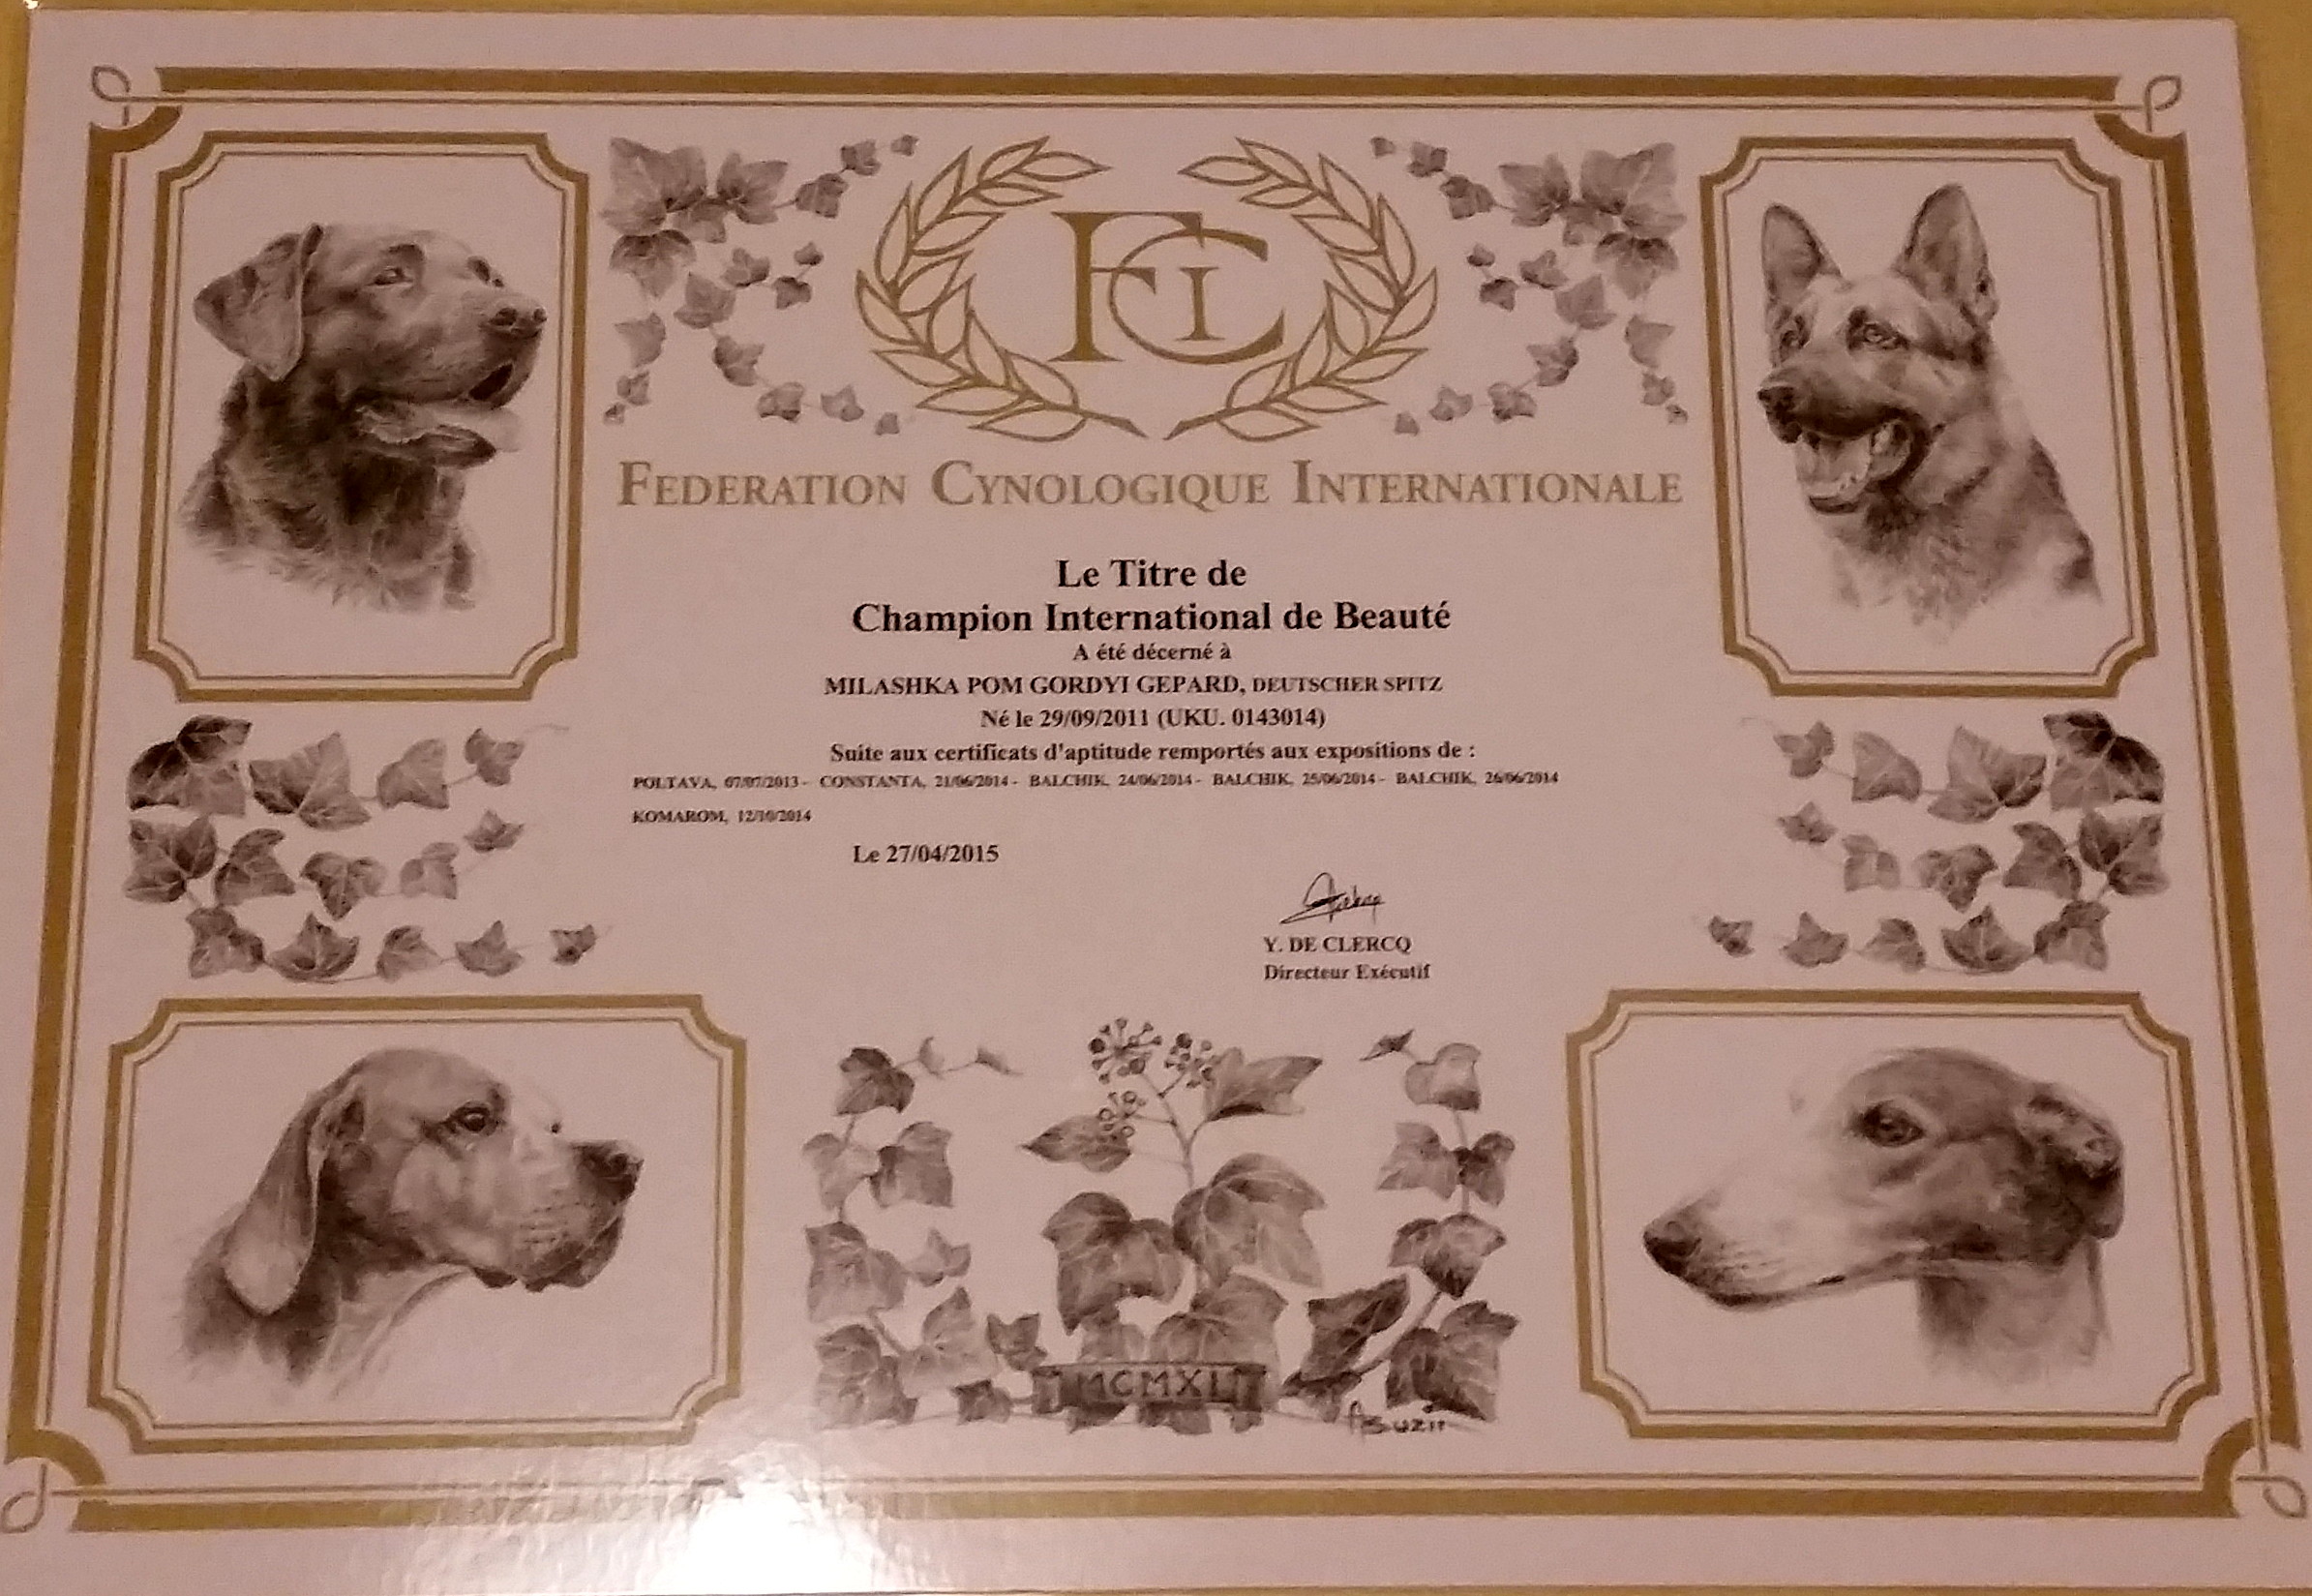 FCI
FEDERATION CYNOLOGIQUE INTERNATIONALE
Le Titre de
Champion International de Beauté
A été décerné à
MILASHKA POM GORDYI GEPARD, DEUTSCHER SPITZ
Né le 29/09/2011 (UKU. 0143014)
Suite aux certificats d'aptitude remportés aux expositions de :
POLTAVA, 07/07/2013 - CONSTANTA, 21/06/2014 - BALCHIK, 24/06/2014 - BALCHIK, 25/06/2014 - BALCHIK, 26/06/2014
KOMAROM, 12/10/2014
Le 27/04/2015
Y. DE CLERCQ
Directeur Exécutif